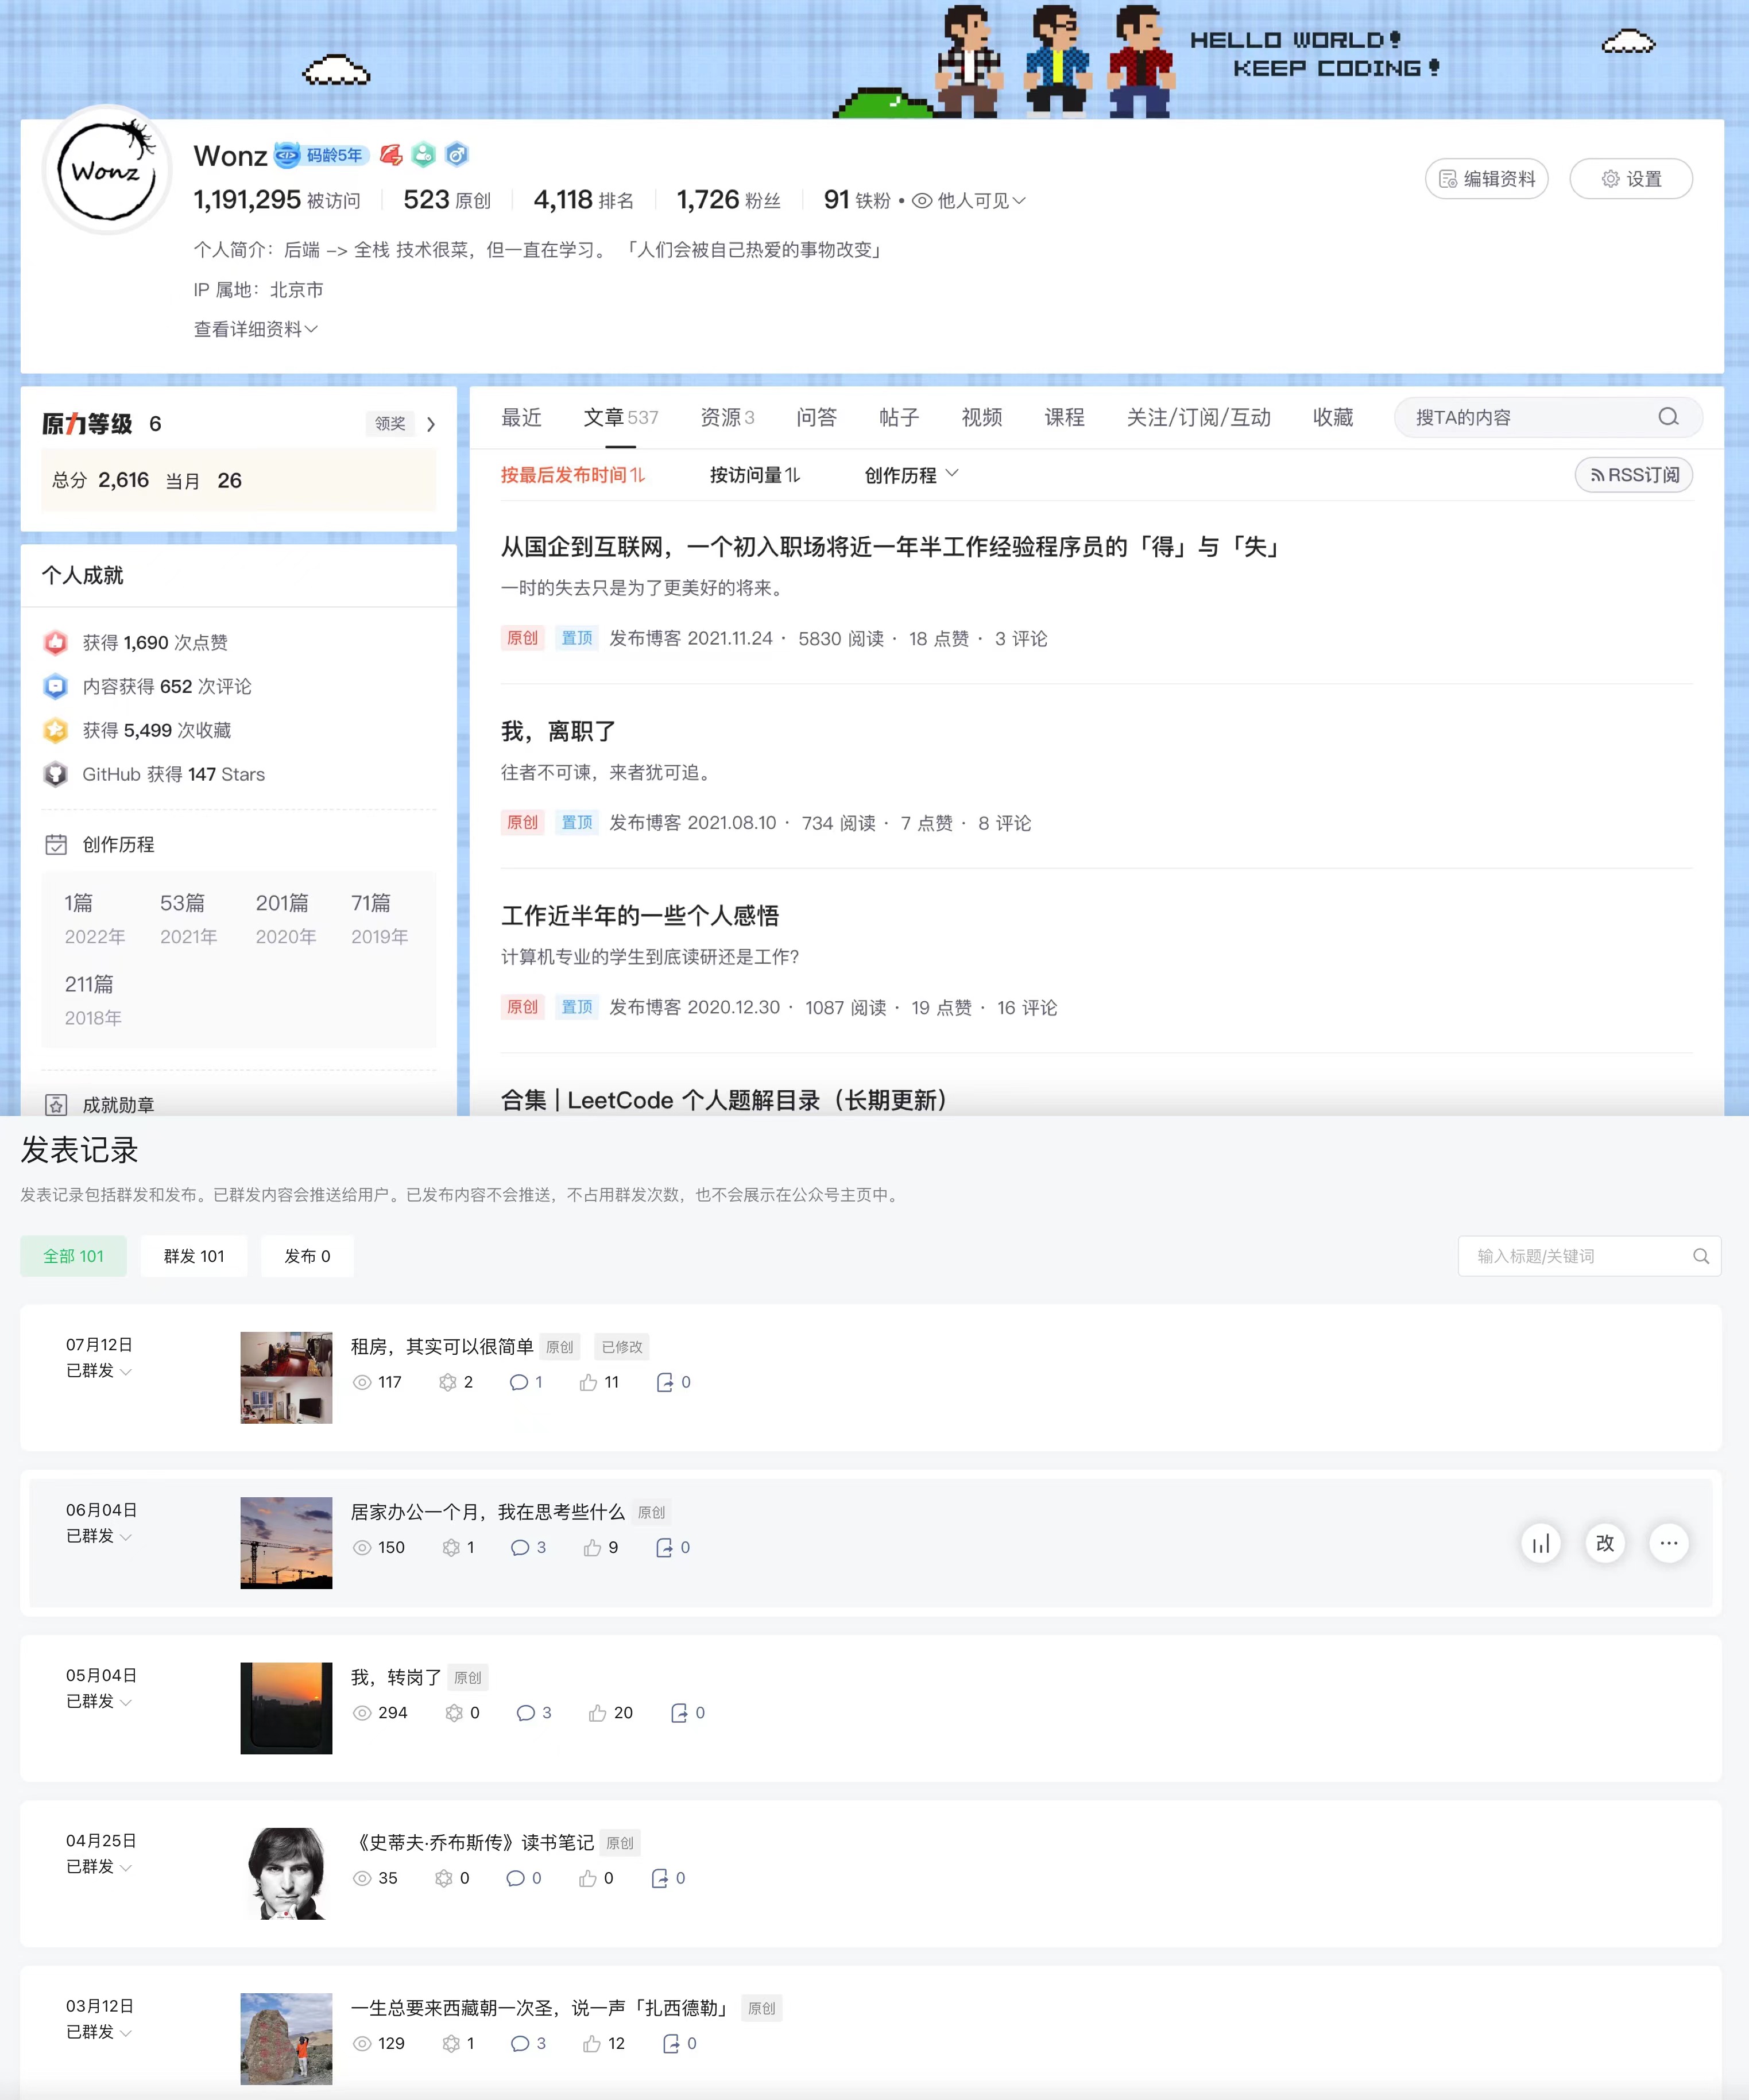 HELLO WORLD!
KEEP CODING!
Wonz
Wonz 码龄5年
1,191,295 被访问 523 原创 4,118 排名 1,726 粉丝 91 铁粉 • 他人可见
编辑资料 设置
个人简介：后端 -> 全栈 技术很菜，但一直在学习。 「人们会被自己热爱的事物改变」
IP 属地：北京市
查看详细资料
原力等级 6 领奖
总分 2,616 当月 26
个人成就
获得 1,690 次点赞
内容获得 652 次评论
获得 5,499 次收藏
GitHub 获得 147 Stars
创作历程
1篇 53篇 201篇 71篇
2022年 2021年 2020年 2019年
211篇
2018年
成就勋章
最近 文章 537 资源 3 问答 帖子 视频 课程 关注/订阅/互动 收藏 搜TA的内容
按最后发布时间 按访问量 创作历程 RSS订阅
从国企到互联网，一个初入职场将近一年半工作经验程序员的「得」与「失」
一时的失去只是为了更美好的将来。
原创 置顶 发布博客 2021.11.24 · 5830 阅读 · 18 点赞 · 3 评论
我，离职了
往者不可谏，来者犹可追。
原创 置顶 发布博客 2021.08.10 · 734 阅读 · 7 点赞 · 8 评论
工作近半年的一些个人感悟
计算机专业的学生到底读研还是工作?
原创 置顶 发布博客 2020.12.30 · 1087 阅读 · 19 点赞 · 16 评论
合集 | LeetCode 个人题解目录（长期更新）
发表记录
发表记录包括群发和发布。已群发内容会推送给用户。已发布内容不会推送，不占用群发次数，也不会展示在公众号主页中。
全部 101 群发 101 发布 0 输入标题/关键词
07月12日
已群发
租房，其实可以很简单 原创 已修改
117 2 1 11 0
06月04日
已群发
居家办公一个月，我在思考些什么 原创
150 1 3 9 0
改 ···
05月04日
已群发
我，转岗了 原创
294 0 3 20 0
04月25日
已群发
《史蒂夫·乔布斯传》读书笔记 原创
35 0 0 0 0
03月12日
已群发
一生总要来西藏朝一次圣，说一声「扎西德勒」 原创
129 1 3 12 0